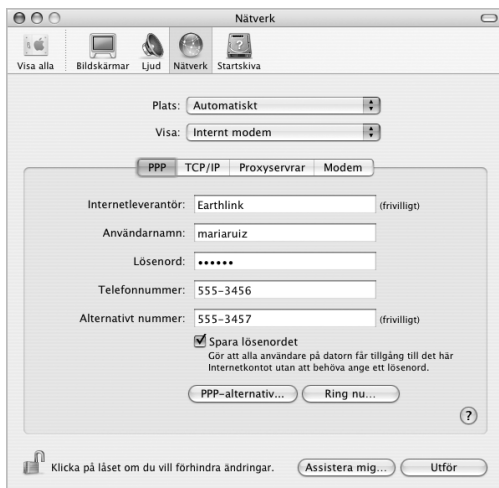 Nätverk
Visa alla Bildskärmar Ljud Nätverk Startskiva
Plats: Automatiskt
Visa: Internt modem
PPP TCP/IP Proxyservrar Modem
Internetleverantör: Earthlink (frivilligt)
Användarnamn: mariaruiz
Lösenord: ••••••
Telefonnummer: 555-3456
Alternativt nummer: 555-3457 (frivilligt)
Spara lösenordet
Gör att alla användare på datorn får tillgång till det här
Internetkontot utan att behöva ange ett lösenord.
PPP-alternativ... Ring nu...
?
Klicka på låset om du vill förhindra ändringar. Assistera mig... Utför